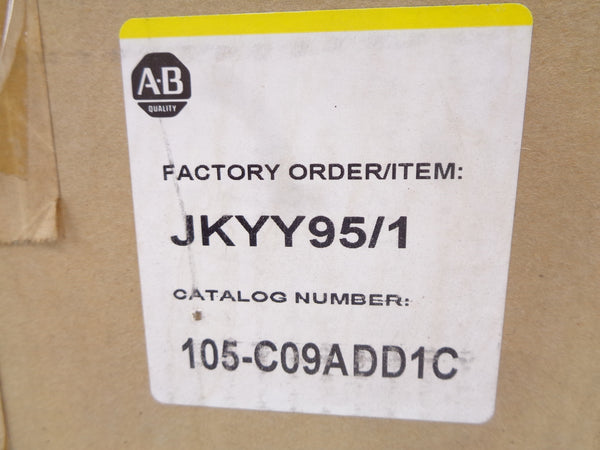 A-B
QUALITY
FACTORY ORDER/ITEM:
JKYY95/1
CATALOG NUMBER:
105-C09ADD1C